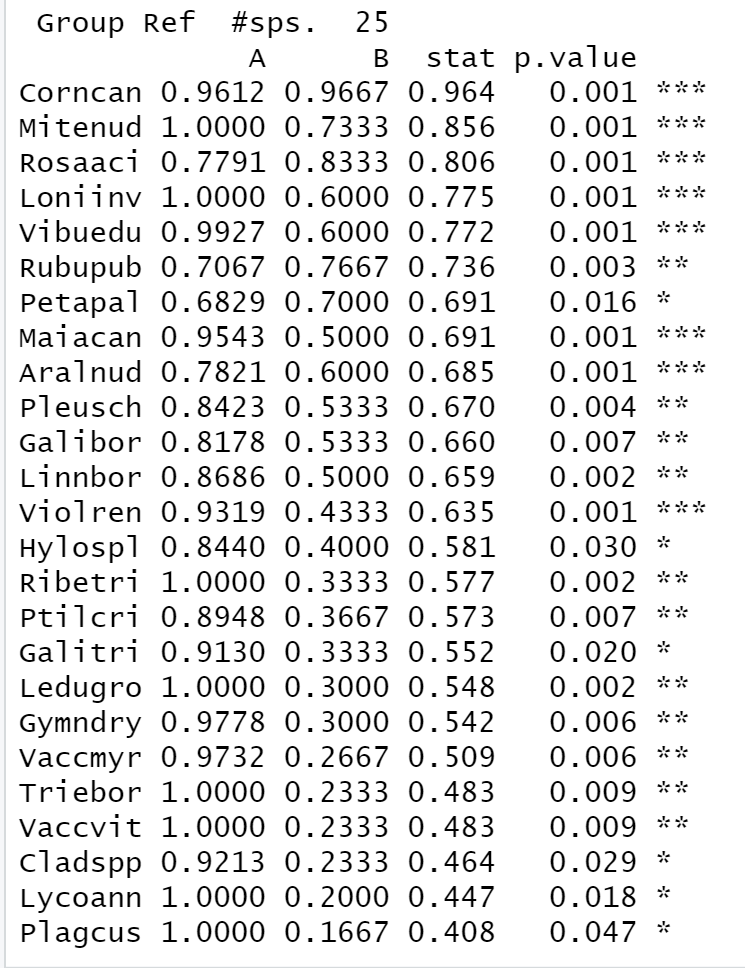 Group Ref #sps. 25
A B stat p.value
Corncan 0.9612 0.9667 0.964 0.001 ***
Mitenud 1.0000 0.7333 0.856 0.001 ***
Rosaaci 0.7791 0.8333 0.806 0.001 ***
Loniinv 1.0000 0.6000 0.775 0.001 ***
Vibuedu 0.9927 0.6000 0.772 0.001 ***
Rubupub 0.7067 0.7667 0.736 0.003 **
Petapal 0.6829 0.7000 0.691 0.016 *
Maiacan 0.9543 0.5000 0.691 0.001 ***
Aralnud 0.7821 0.6000 0.685 0.001 ***
Pleusch 0.8423 0.5333 0.670 0.004 **
Galibor 0.8178 0.5333 0.660 0.007 **
Linnbor 0.8686 0.5000 0.659 0.002 **
Violren 0.9319 0.4333 0.635 0.001 ***
Hylospl 0.8440 0.4000 0.581 0.030 *
Ribetri 1.0000 0.3333 0.577 0.002 **
Ptilcri 0.8948 0.3667 0.573 0.007 **
Galitri 0.9130 0.3333 0.552 0.020 *
Ledugro 1.0000 0.3000 0.548 0.002 **
Gymndry 0.9778 0.3000 0.542 0.006 **
Vaccmyr 0.9732 0.2667 0.509 0.006 **
Triebor 1.0000 0.2333 0.483 0.009 **
Vaccvit 1.0000 0.2333 0.483 0.009 **
Cladspp 0.9213 0.2333 0.464 0.029 *
Lycoann 1.0000 0.2000 0.447 0.018 *
Plagcus 1.0000 0.1667 0.408 0.047 *